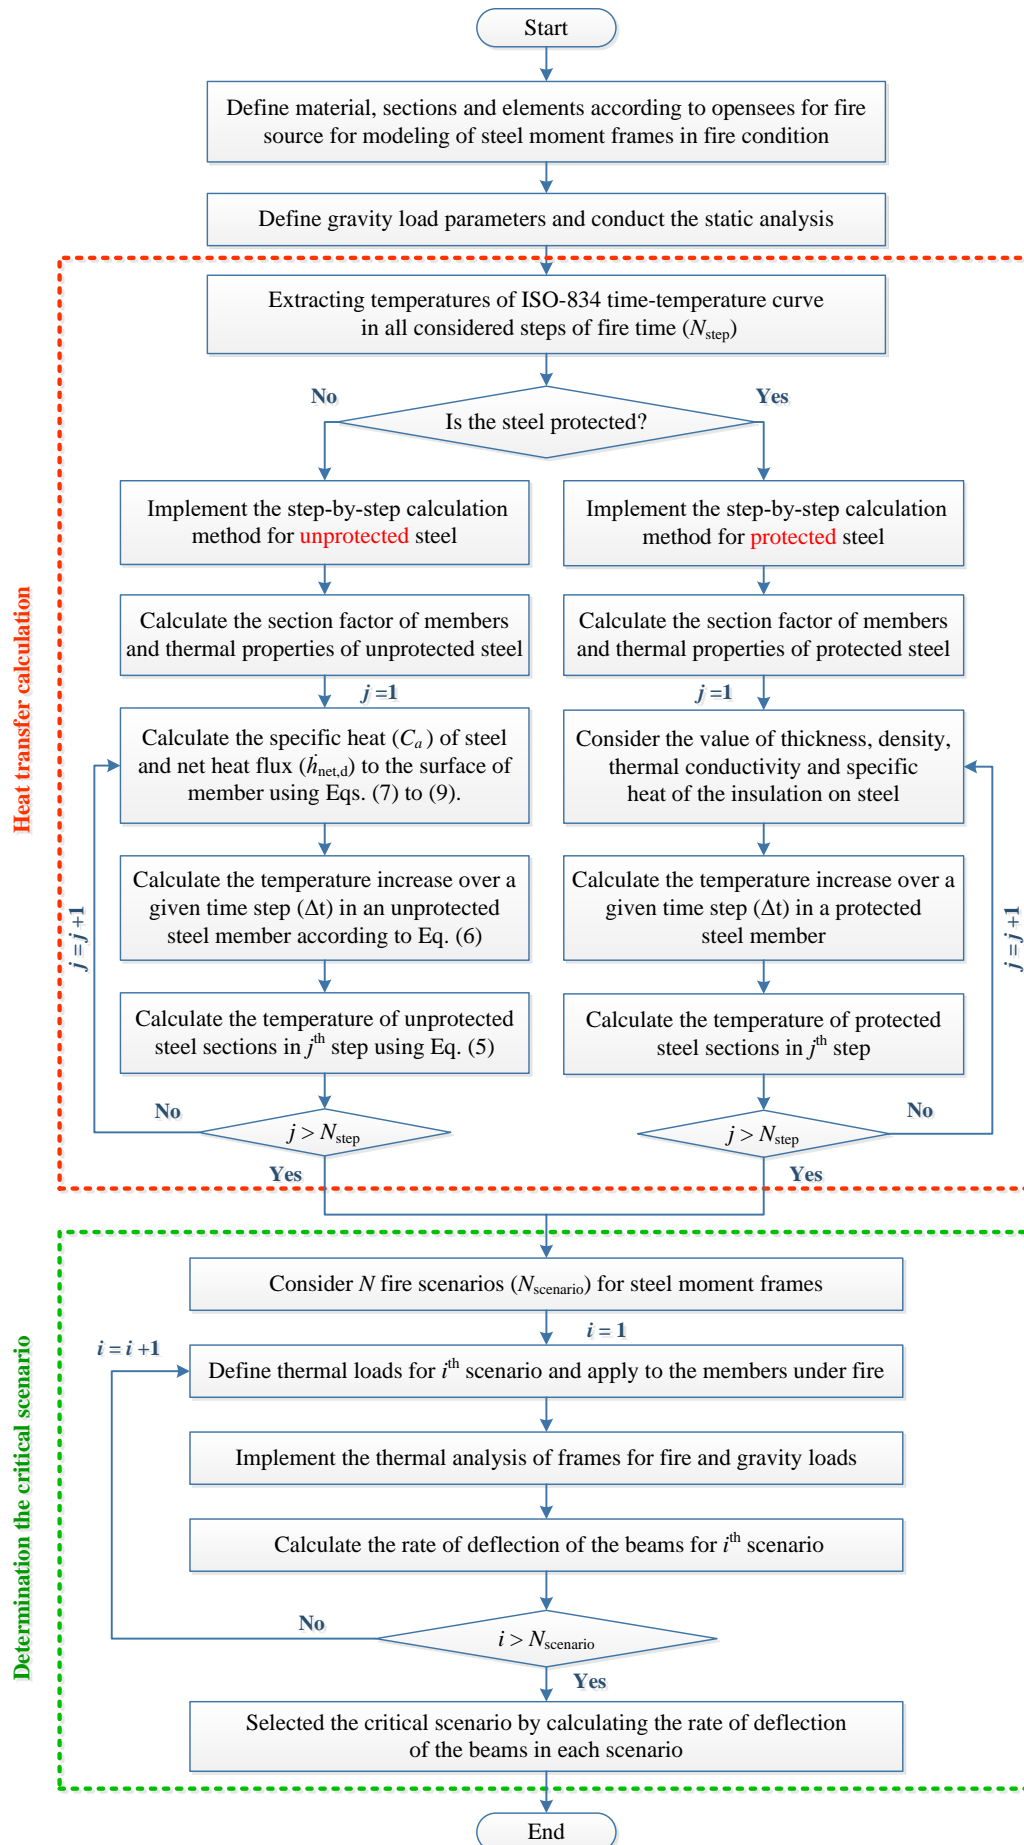 Start
Define material, sections and elements according to opensees for fire
source for modeling of steel moment frames in fire condition
Define gravity load parameters and conduct the static analysis
Heat transfer calculation
Extracting temperatures of ISO-834 time-temperature curve
in all considered steps of fire time (N_step)
Is the steel protected?
No
Yes
Implement the step-by-step calculation
method for unprotected steel
Calculate the section factor of members
and thermal properties of unprotected steel
j =1
Calculate the specific heat (C_a ) of steel
and net heat flux (ḣ_net,d) to the surface of
member using Eqs. (7) to (9).
Calculate the temperature increase over a
given time step (Δt) in an unprotected
steel member according to Eq. (6)
Calculate the temperature of unprotected
steel sections in j^th step using Eq. (5)
j > N_step
No
j = j +1
Yes
Implement the step-by-step calculation
method for protected steel
Calculate the section factor of members
and thermal properties of protected steel
j =1
Consider the value of thickness, density,
thermal conductivity and specific
heat of the insulation on steel
Calculate the temperature increase over a
given time step (Δt) in a protected
steel member
Calculate the temperature of protected
steel sections in j^th step
j > N_step
No
j = j +1
Yes
Determination the critical scenario
Consider N fire scenarios (N_scenario) for steel moment frames
i = 1
Define thermal loads for i^th scenario and apply to the members under fire
Implement the thermal analysis of frames for fire and gravity loads
Calculate the rate of deflection of the beams for i^th scenario
i > N_scenario
No
i = i +1
Yes
Selected the critical scenario by calculating the rate of deflection
of the beams in each scenario
End